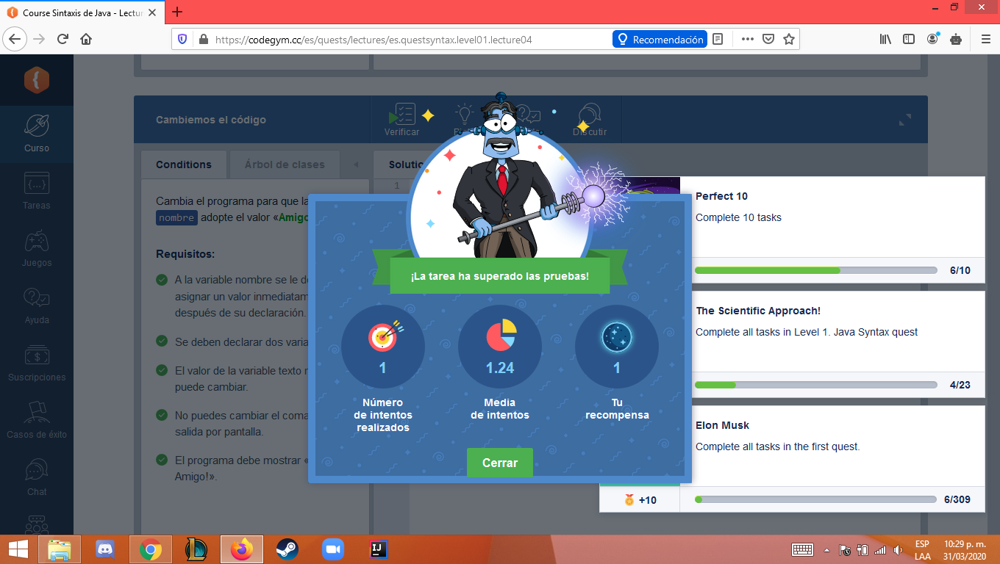 Course Sintaxis de Java - Lectur
https://codegym.cc/es/quests/lectures/es.questsyntax.level01.lecture04
Recomendación
Curso
Tareas
Juegos
Ayuda
Suscripciones
Casos de éxito
Chat
Cambiemos el código
Verificar
Discutir
Conditions
Árbol de clases
Solutio
1
Cambia el programa para que la
nombre adopte el valor «Amigo
Requisitos:
A la variable nombre se le d
asignar un valor inmediatam
después de su declaración.
Se deben declarar dos varia
El valor de la variable texto
puede cambiar.
No puedes cambiar el coma
salida por pantalla.
El programa debe mostrar «
Amigo!».
¡La tarea ha superado las pruebas!
1
Número
de intentos
realizados
1.24
Media
de intentos
1
Tu
recompensa
Cerrar
Perfect 10
Complete 10 tasks
6/10
The Scientific Approach!
Complete all tasks in Level 1. Java Syntax quest
4/23
Elon Musk
Complete all tasks in the first quest.
+10
6/309
ESP
LAA
10:29 p. m.
31/03/2020